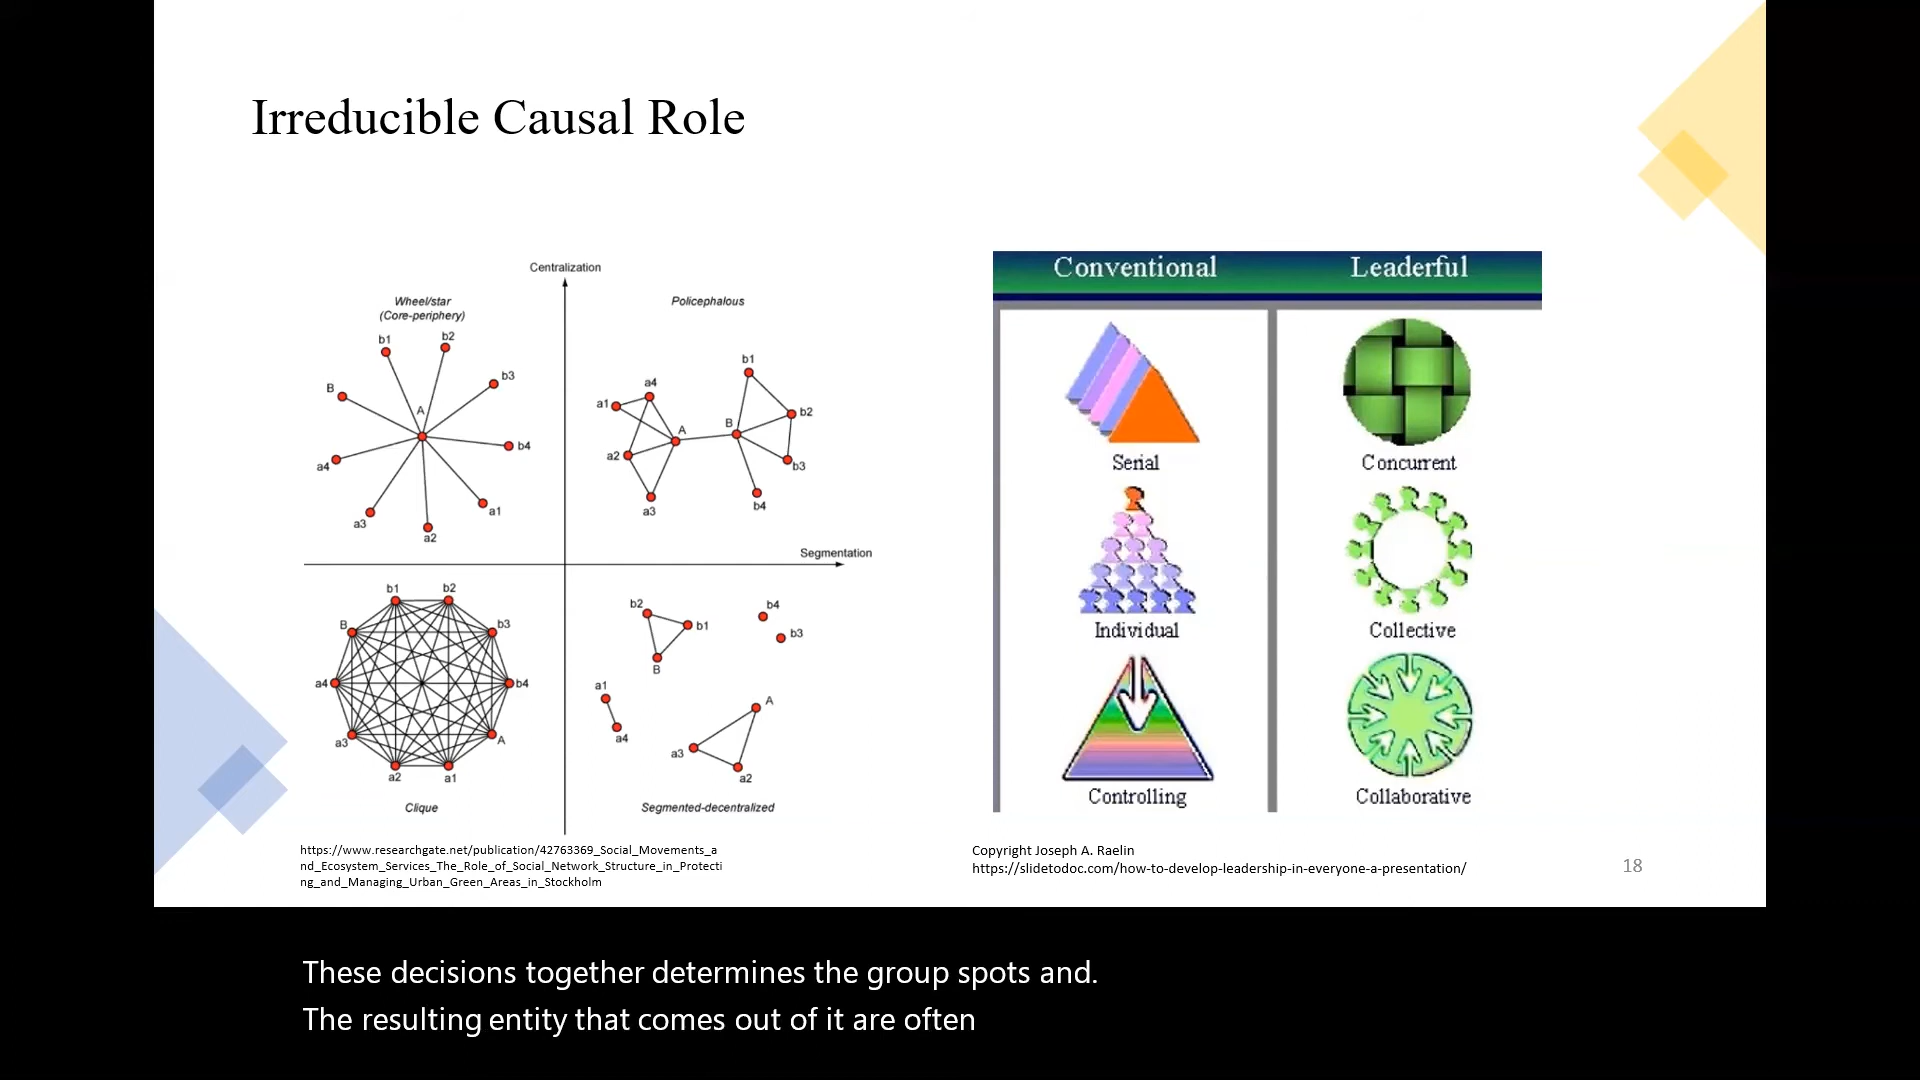 Irreducible Causal Role
Centralization
Wheel/star
(Core-periphery)
b1
b2
b3
B
A
b4
a4
a1
a3
a2
Policephalous
b1
a4
a1
b2
A
B
a2
b3
b4
a3
Segmentation
b1
b2
B
b3
a4
b4
a3
A
a2
a1
Clique
b2
b4
b1
b3
B
a1
A
a4
a3
a2
Segmented-decentralized
https://www.researchgate.net/publication/42763369_Social_Movements_a
nd_Ecosystem_Services_The_Role_of_Social_Network_Structure_in_Protecti
ng_and_Managing_Urban_Green_Areas_in_Stockholm
Conventional
Leaderful
Serial
Concurrent
Individual
Collective
Controlling
Collaborative
Copyright Joseph A. Raelin
https://slidetodoc.com/how-to-develop-leadership-in-everyone-a-presentation/
18
These decisions together determines the group spots and.
The resulting entity that comes out of it are often